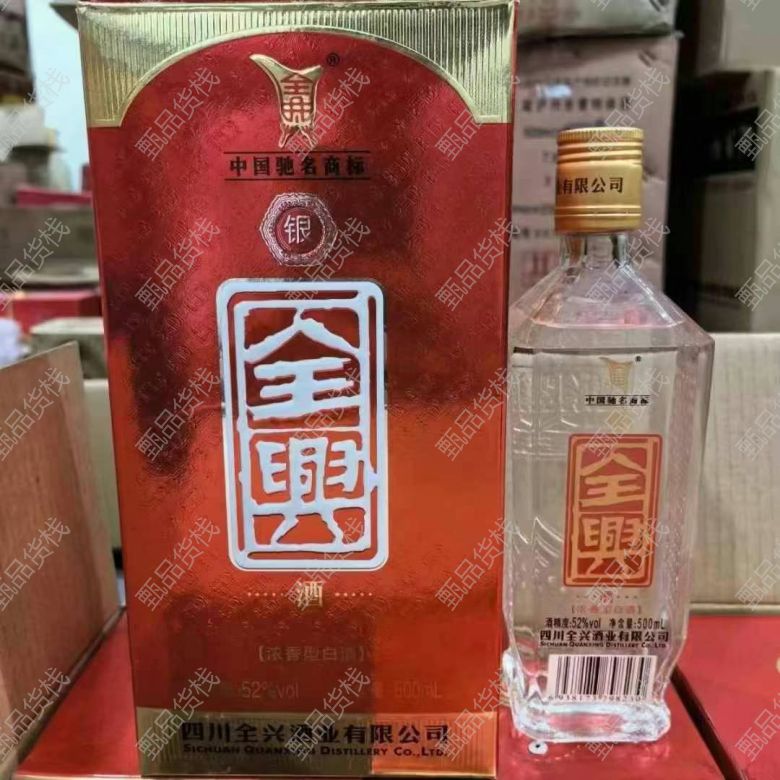 全興
®
中国驰名商标
银
全興
酒
【浓香型白酒】
52%vol
500mL
四川全兴酒业有限公司
SICHUAN QUANXING DISTILLERY CO.,LTD.
有限公司
®
中国驰名商标
全興
酒
【浓香型白酒】
酒精度:52%vol 净含量:500mL
四川全兴酒业有限公司
SICHUAN QUANXING DISTILLERY CO.,LTD.
甄品货栈